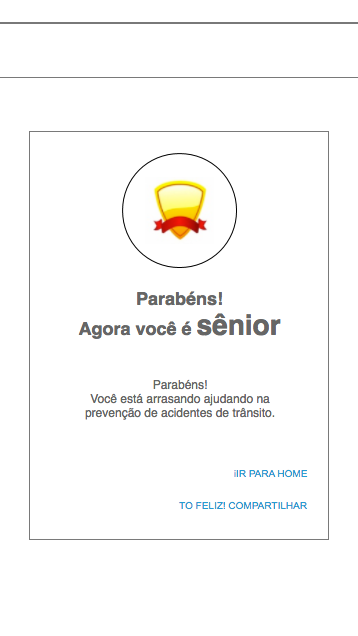 Parabéns!
Agora você é sênior
Parabéns!
Você está arrasando ajudando na
prevenção de acidentes de trânsito.
iIR PARA HOME
TO FELIZ! COMPARTILHAR